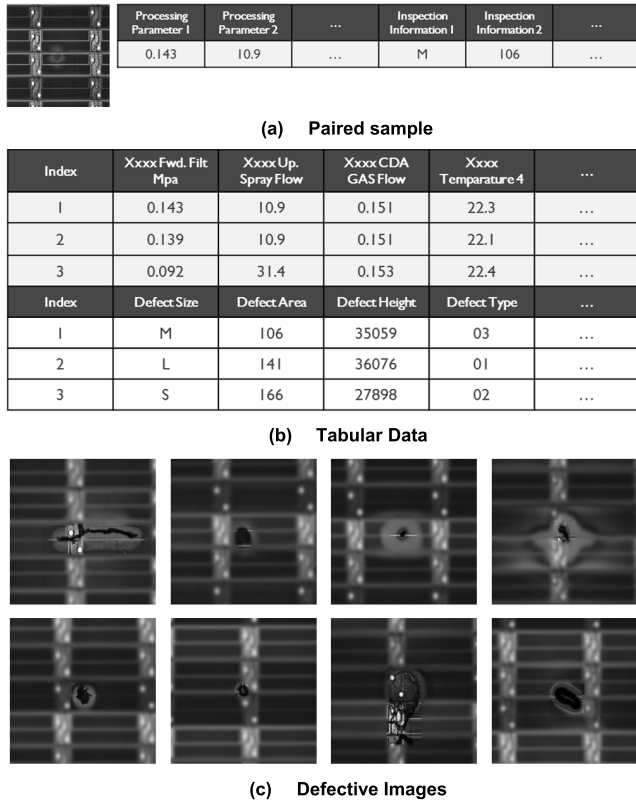 Processing Parameter 1 Processing Parameter 2 ... Inspection Information 1 Inspection Information 2 ...
0.143 10.9 ... M 106 ...
(a) Paired sample
Index Xxxx Fwd. Filt Mpa Xxxx Up. Spray Flow Xxxx CDA GAS Flow Xxxx Temparature 4 ...
1 0.143 10.9 0.151 22.3 ...
2 0.139 10.9 0.151 22.1 ...
3 0.092 31.4 0.153 22.4 ...
Index Defect Size Defect Area Defect Height Defect Type ...
1 M 106 35059 03 ...
2 L 141 36076 01 ...
3 S 166 27898 02 ...
(b) Tabular Data
(c) Defective Images